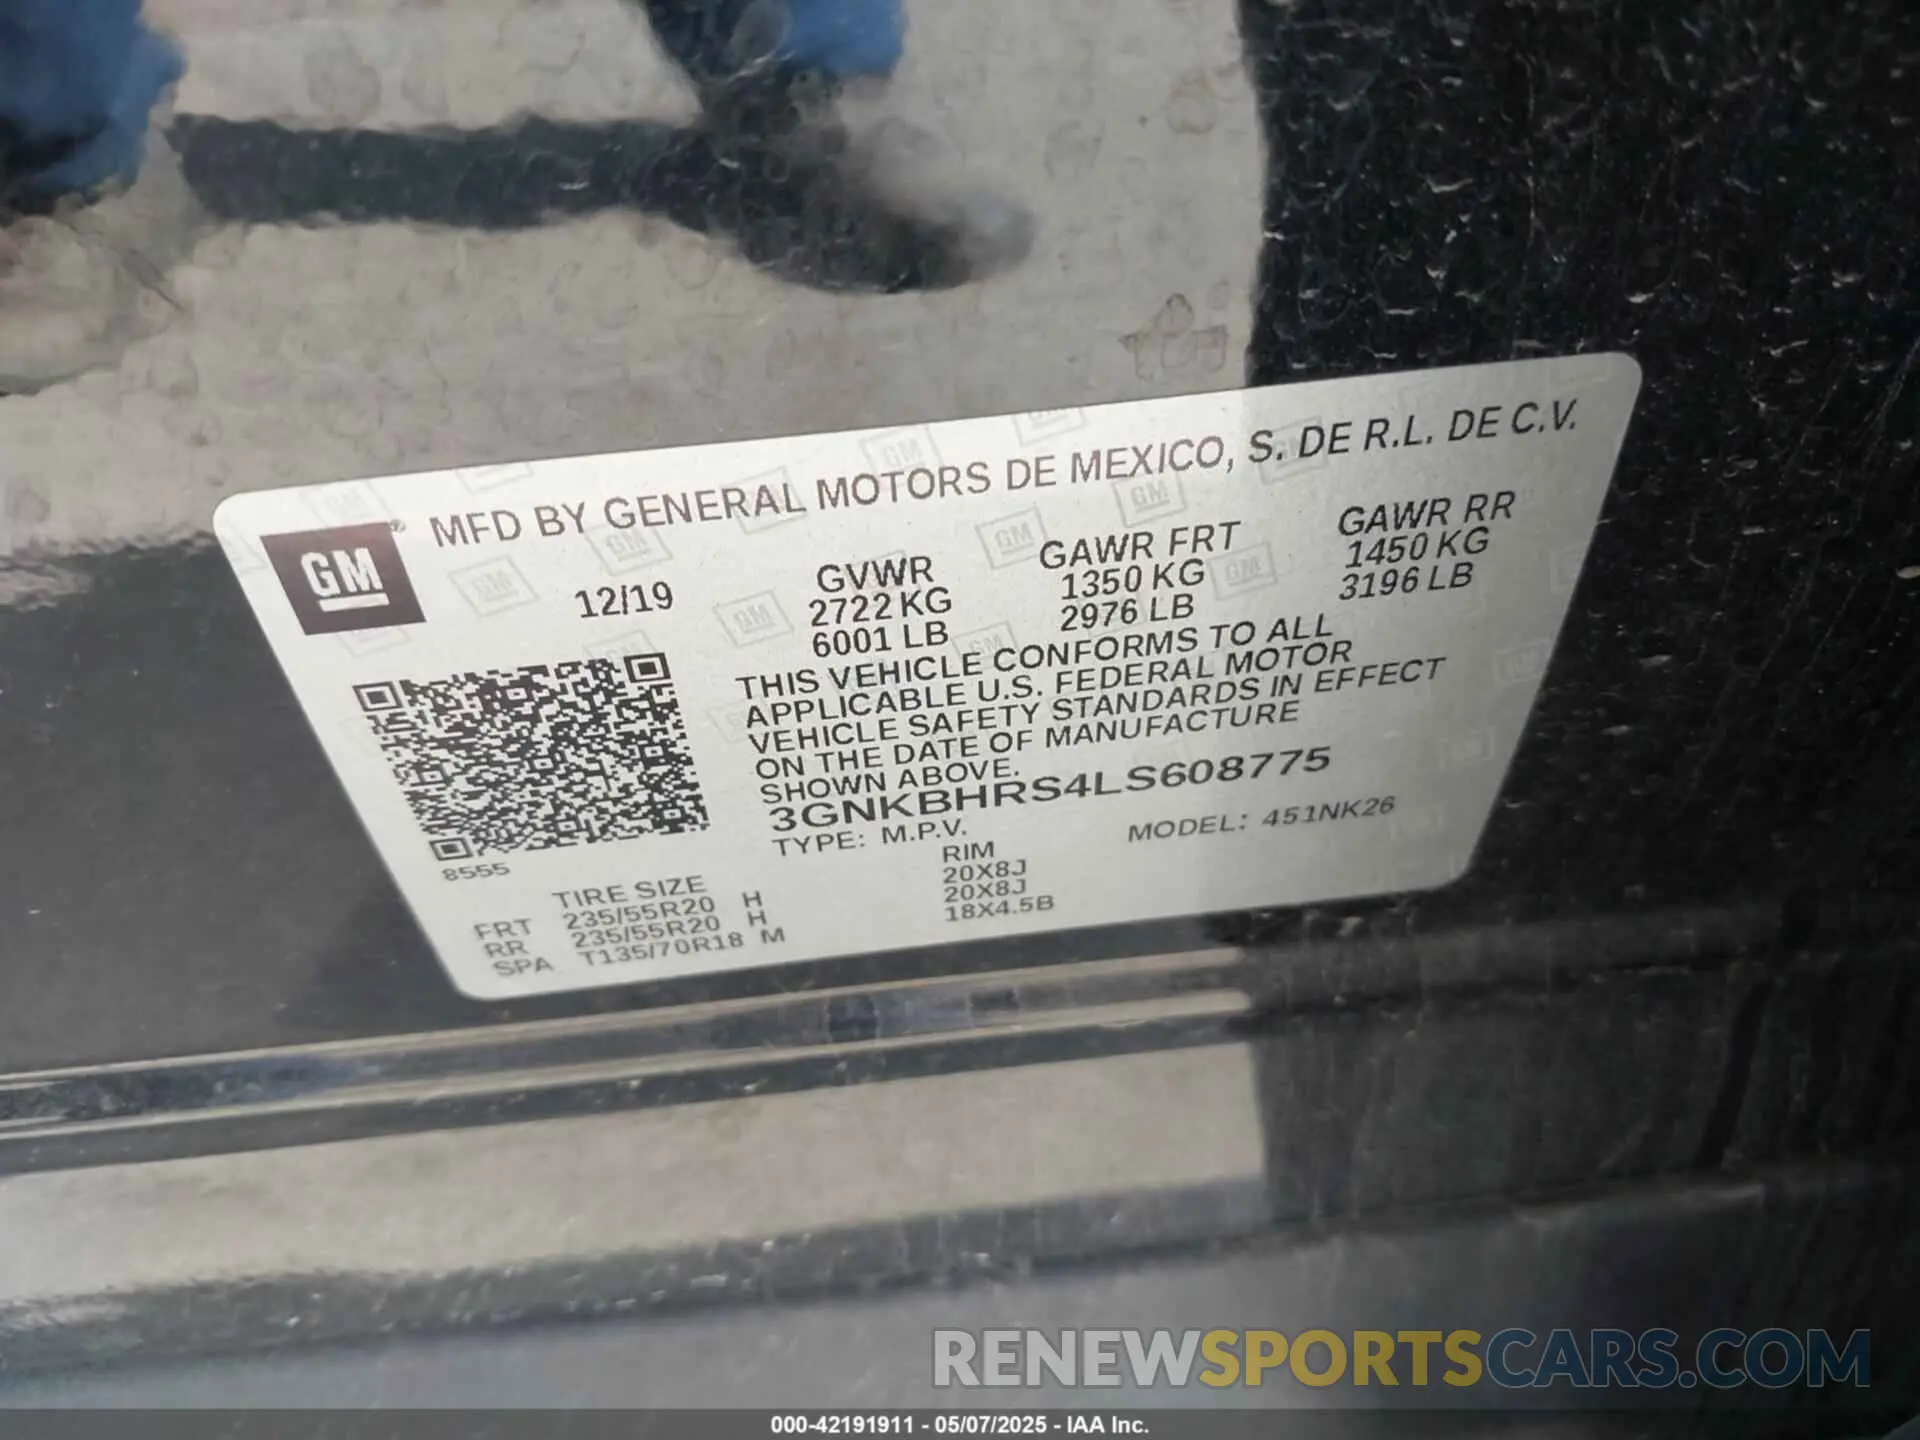 MFD BY GENERAL MOTORS DE MEXICO, S. DE R.L. DE C.V.
GM®
12/19
GVWR
2722 KG
6001 LB
GAWR FRT
1350 KG
2976 LB
GAWR RR
1450 KG
3196 LB
THIS VEHICLE CONFORMS TO ALL
APPLICABLE U.S. FEDERAL MOTOR
VEHICLE SAFETY STANDARDS IN EFFECT
ON THE DATE OF MANUFACTURE
SHOWN ABOVE.
3GNKBHRS4LS608775
TYPE: M.P.V.
MODEL: 451NK26
8555
TIRE SIZE RIM
FRT 235/55R20 H 20X8J
RR 235/55R20 H 20X8J
SPA T135/70R18 M 18X4.5B
RENEWSPORTSCARS.COM
000-42191911 - 05/07/2025 - IAA Inc.